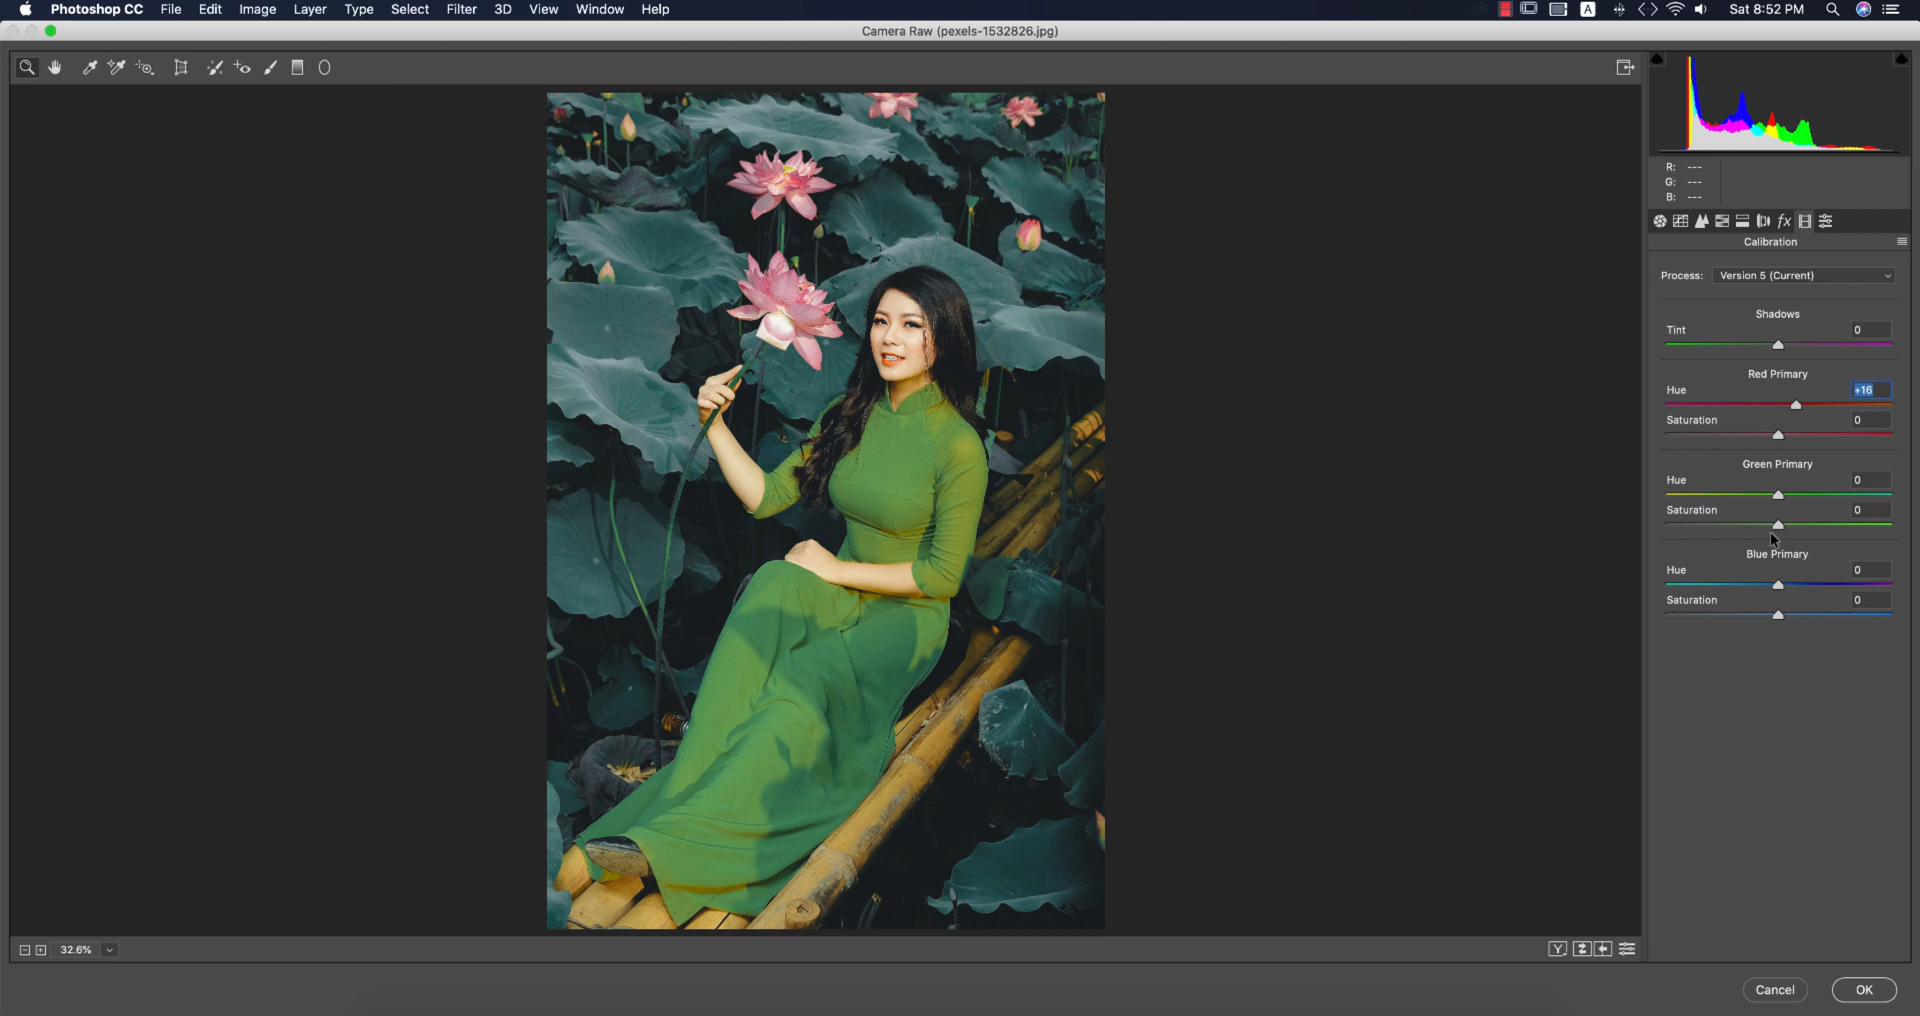 Photoshop CC File Edit Image Layer Type Select Filter 3D View Window Help A Sat 8:52 PM
Camera Raw (pexels-1532826.jpg)
R: ---
G: ---
B: ---
fx
Calibration
Process: Version 5 (Current)
Shadows
Tint 0
Red Primary
Hue +16
Saturation 0
Green Primary
Hue 0
Saturation 0
Blue Primary
Hue 0
Saturation 0
32.6% Y
Cancel OK